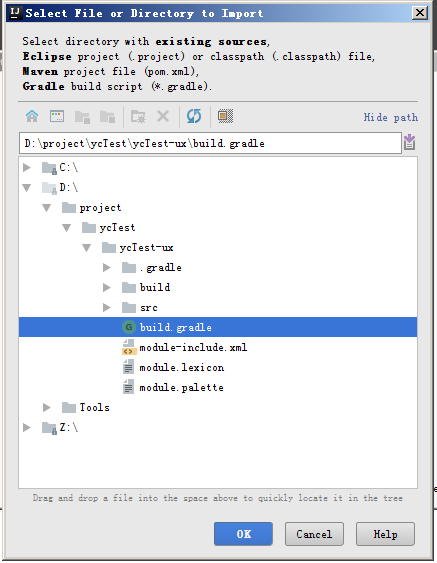 Select File or Directory to Import
Select directory with existing sources,
Eclipse project (.project) or classpath (.classpath) file,
Maven project file (pom.xml),
Gradle build script (*.gradle).
Hide path
D:\project\ycTest\ycTest-ux\build.gradle
C:\
D:\
project
ycTest
ycTest-ux
.gradle
build
src
build.gradle
module-include.xml
module.lexicon
module.palette
Tools
Z:\
Drag and drop a file into the space above to quickly locate it in the tree
OK
Cancel
Help